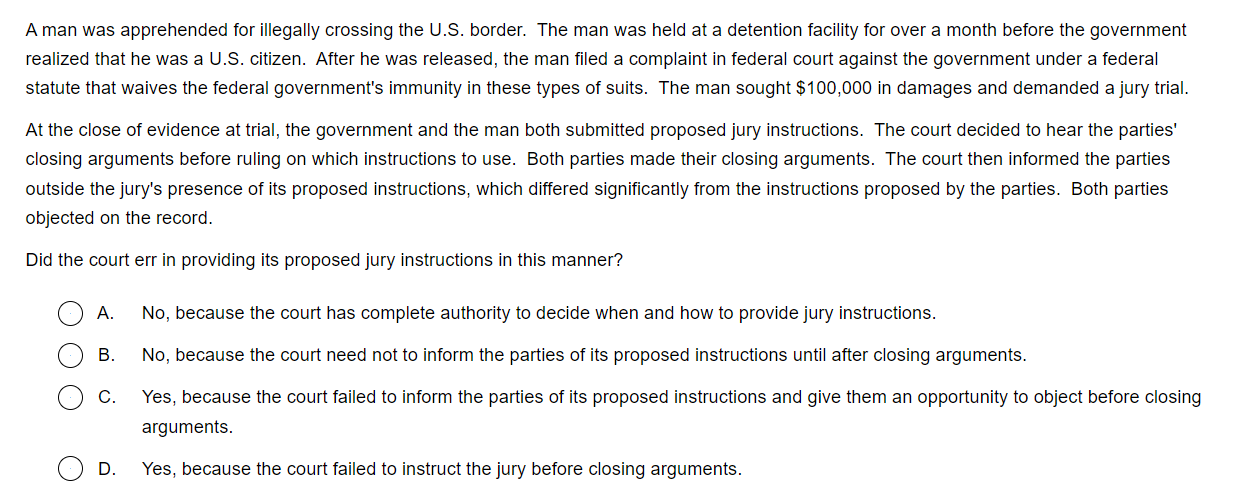 A man was apprehended for illegally crossing the U.S. border.  The man was held at a detention facility for over a month before the government
realized that he was a U.S. citizen.  After he was released, the man filed a complaint in federal court against the government under a federal
statute that waives the federal government's immunity in these types of suits.  The man sought $100,000 in damages and demanded a jury trial.
At the close of evidence at trial, the government and the man both submitted proposed jury instructions.  The court decided to hear the parties'
closing arguments before ruling on which instructions to use.  Both parties made their closing arguments.  The court then informed the parties
outside the jury's presence of its proposed instructions, which differed significantly from the instructions proposed by the parties.  Both parties
objected on the record.
Did the court err in providing its proposed jury instructions in this manner?
A. No, because the court has complete authority to decide when and how to provide jury instructions.
B. No, because the court need not to inform the parties of its proposed instructions until after closing arguments.
C. Yes, because the court failed to inform the parties of its proposed instructions and give them an opportunity to object before closing
arguments.
D. Yes, because the court failed to instruct the jury before closing arguments.